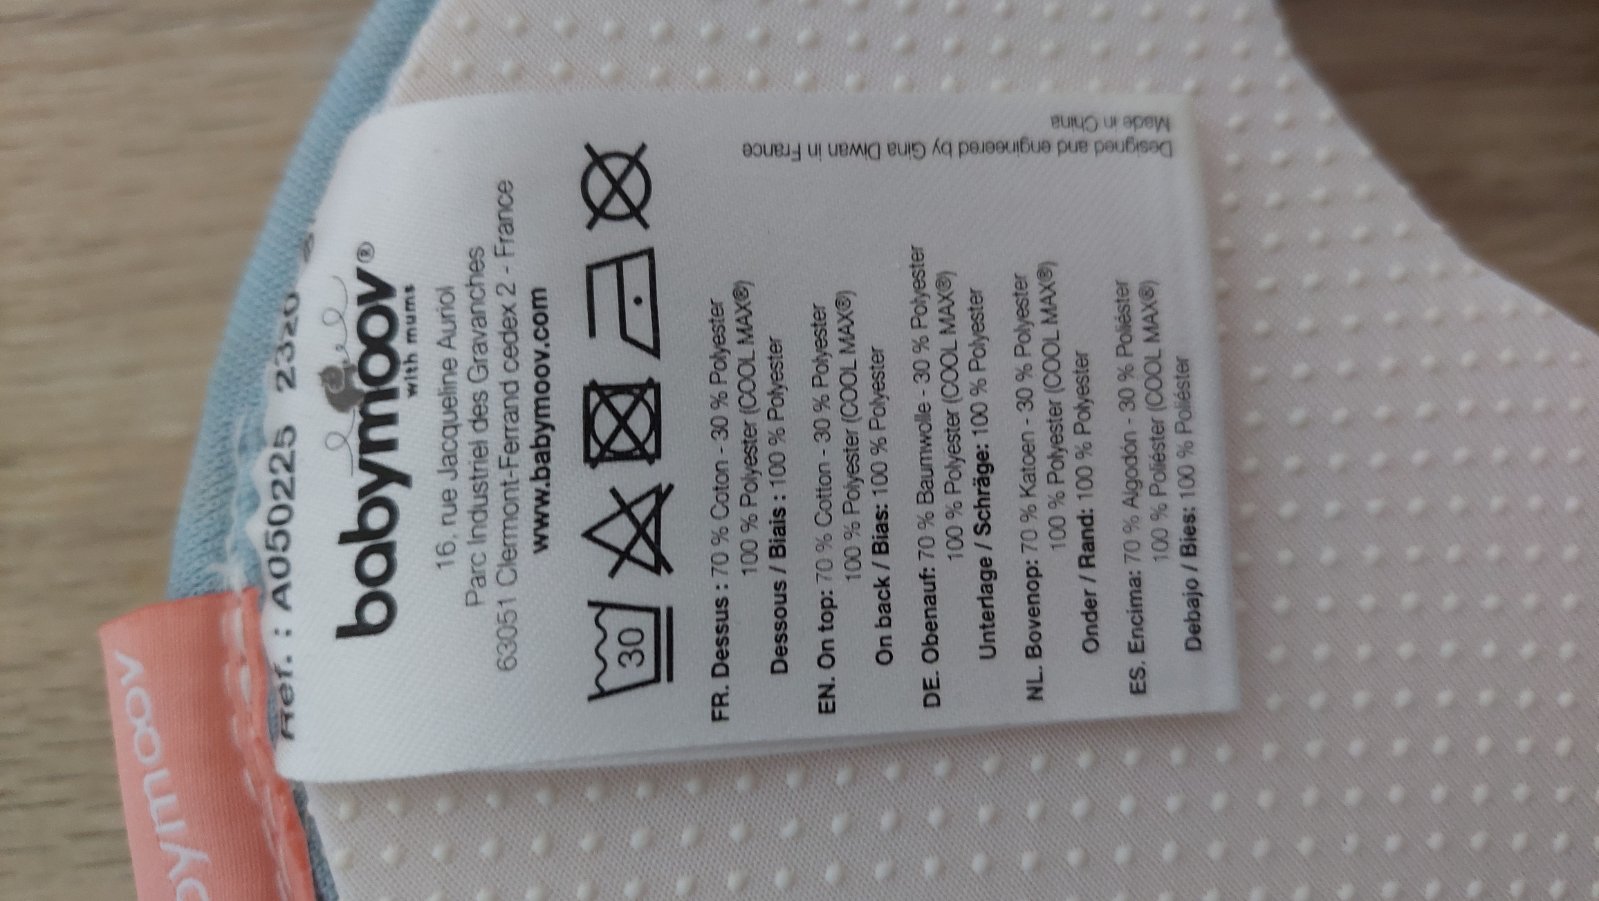 Ref. : A050225 2320
babymoov®
with mums
16, rue Jacqueline Auriol
Parc Industriel des Gravanches
63051 Clermont-Ferrand cedex 2 - France
www.babymoov.com
30
FR. Dessus : 70 % Coton - 30 % Polyester
100 % Polyester (COOL MAX®)
Dessous / Biais : 100 % Polyester
EN. On top: 70 % Cotton - 30 % Polyester
100 % Polyester (COOL MAX®)
On back / Bias: 100 % Polyester
DE. Obenauf: 70 % Baumwolle - 30 % Polyester
100 % Polyester (COOL MAX®)
Unterlage / Schräge: 100 % Polyester
NL. Bovenop: 70 % Katoen - 30 % Polyester
100 % Polyester (COOL MAX®)
Onder / Rand: 100 % Polyester
ES. Encima: 70 % Algodón - 30 % Poliéster
100 % Poliéster (COOL MAX®)
Debajo / Bies: 100 % Poliéster
Designed and engineered by Gina Diwan in France
Made in China
bymoov